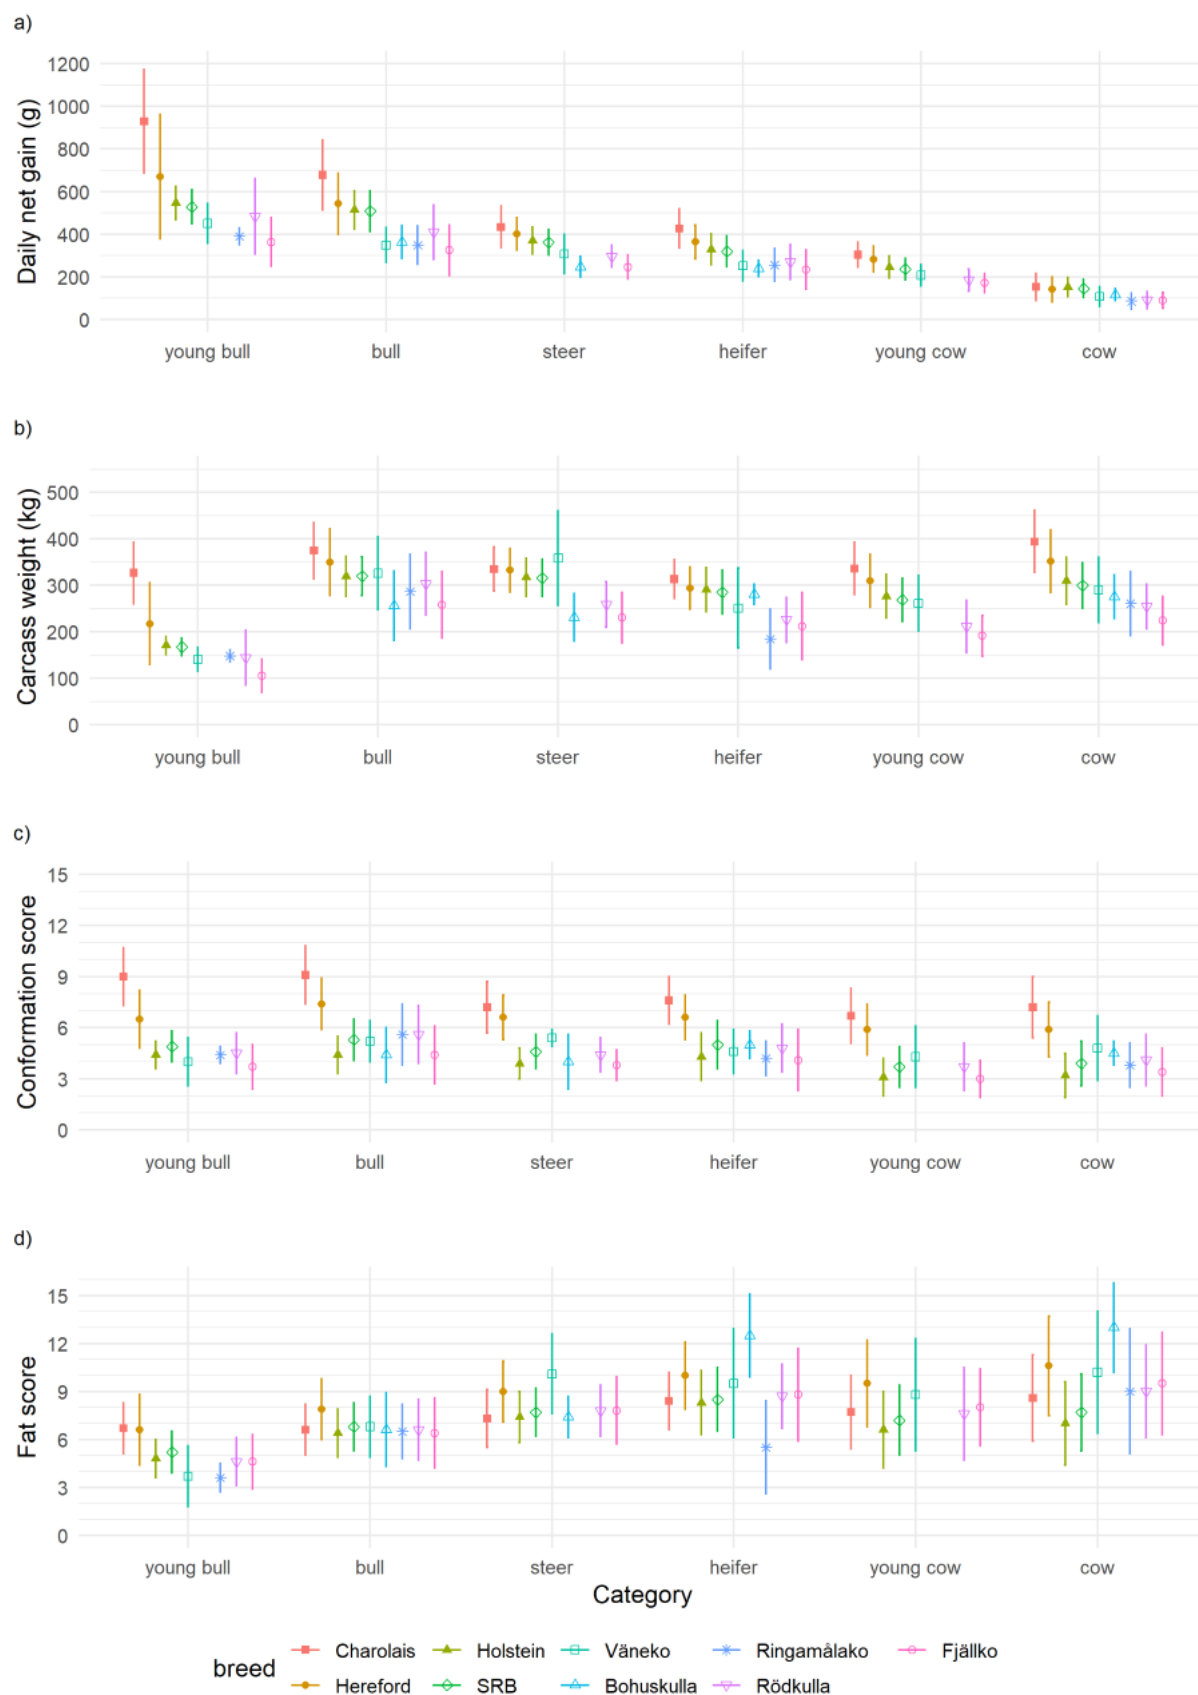 a)
Daily net gain (g)
1200
1000
800
600
400
200
0
young bull bull steer heifer young cow cow
b)
Carcass weight (kg)
500
400
300
200
100
0
young bull bull steer heifer young cow cow
c)
Conformation score
15
12
9
6
3
0
young bull bull steer heifer young cow cow
d)
Fat score
15
12
9
6
3
0
young bull bull steer heifer young cow cow
Category
breed
Charolais Holstein Väneko Ringamålako Fjällko
Hereford SRB Bohuskulla Rödkulla